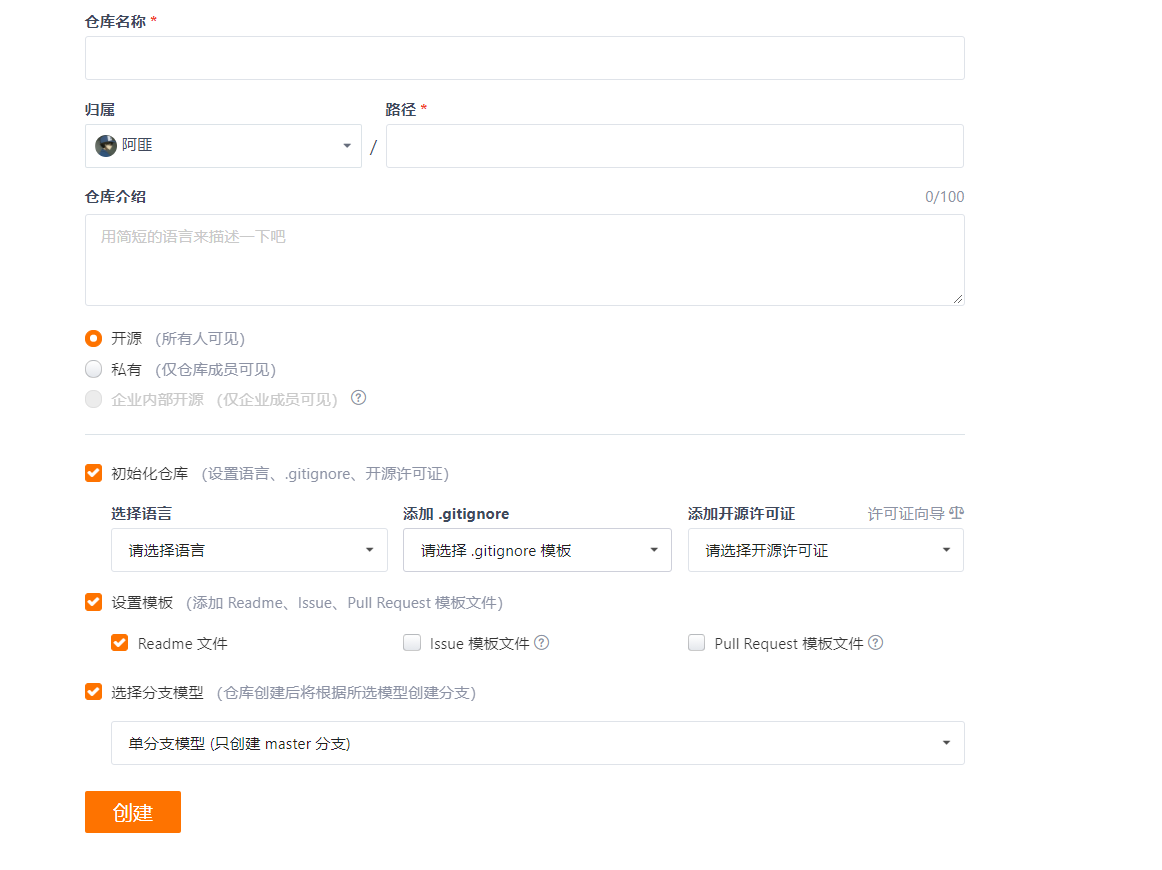 仓库名称 *
归属 路径 *
阿匪 /
仓库介绍 0/100
用简短的语言来描述一下吧
开源 (所有人可见)
私有 (仅仓库成员可见)
企业内部开源 (仅企业成员可见) ?
初始化仓库 (设置语言、.gitignore、开源许可证)
选择语言 添加 .gitignore 添加开源许可证 许可证向导
请选择语言 请选择 .gitignore 模板 请选择开源许可证
设置模板 (添加 Readme、Issue、Pull Request 模板文件)
Readme 文件 Issue 模板文件 ? Pull Request 模板文件 ?
选择分支模型 (仓库创建后将根据所选模型创建分支)
单分支模型 (只创建 master 分支)
创建